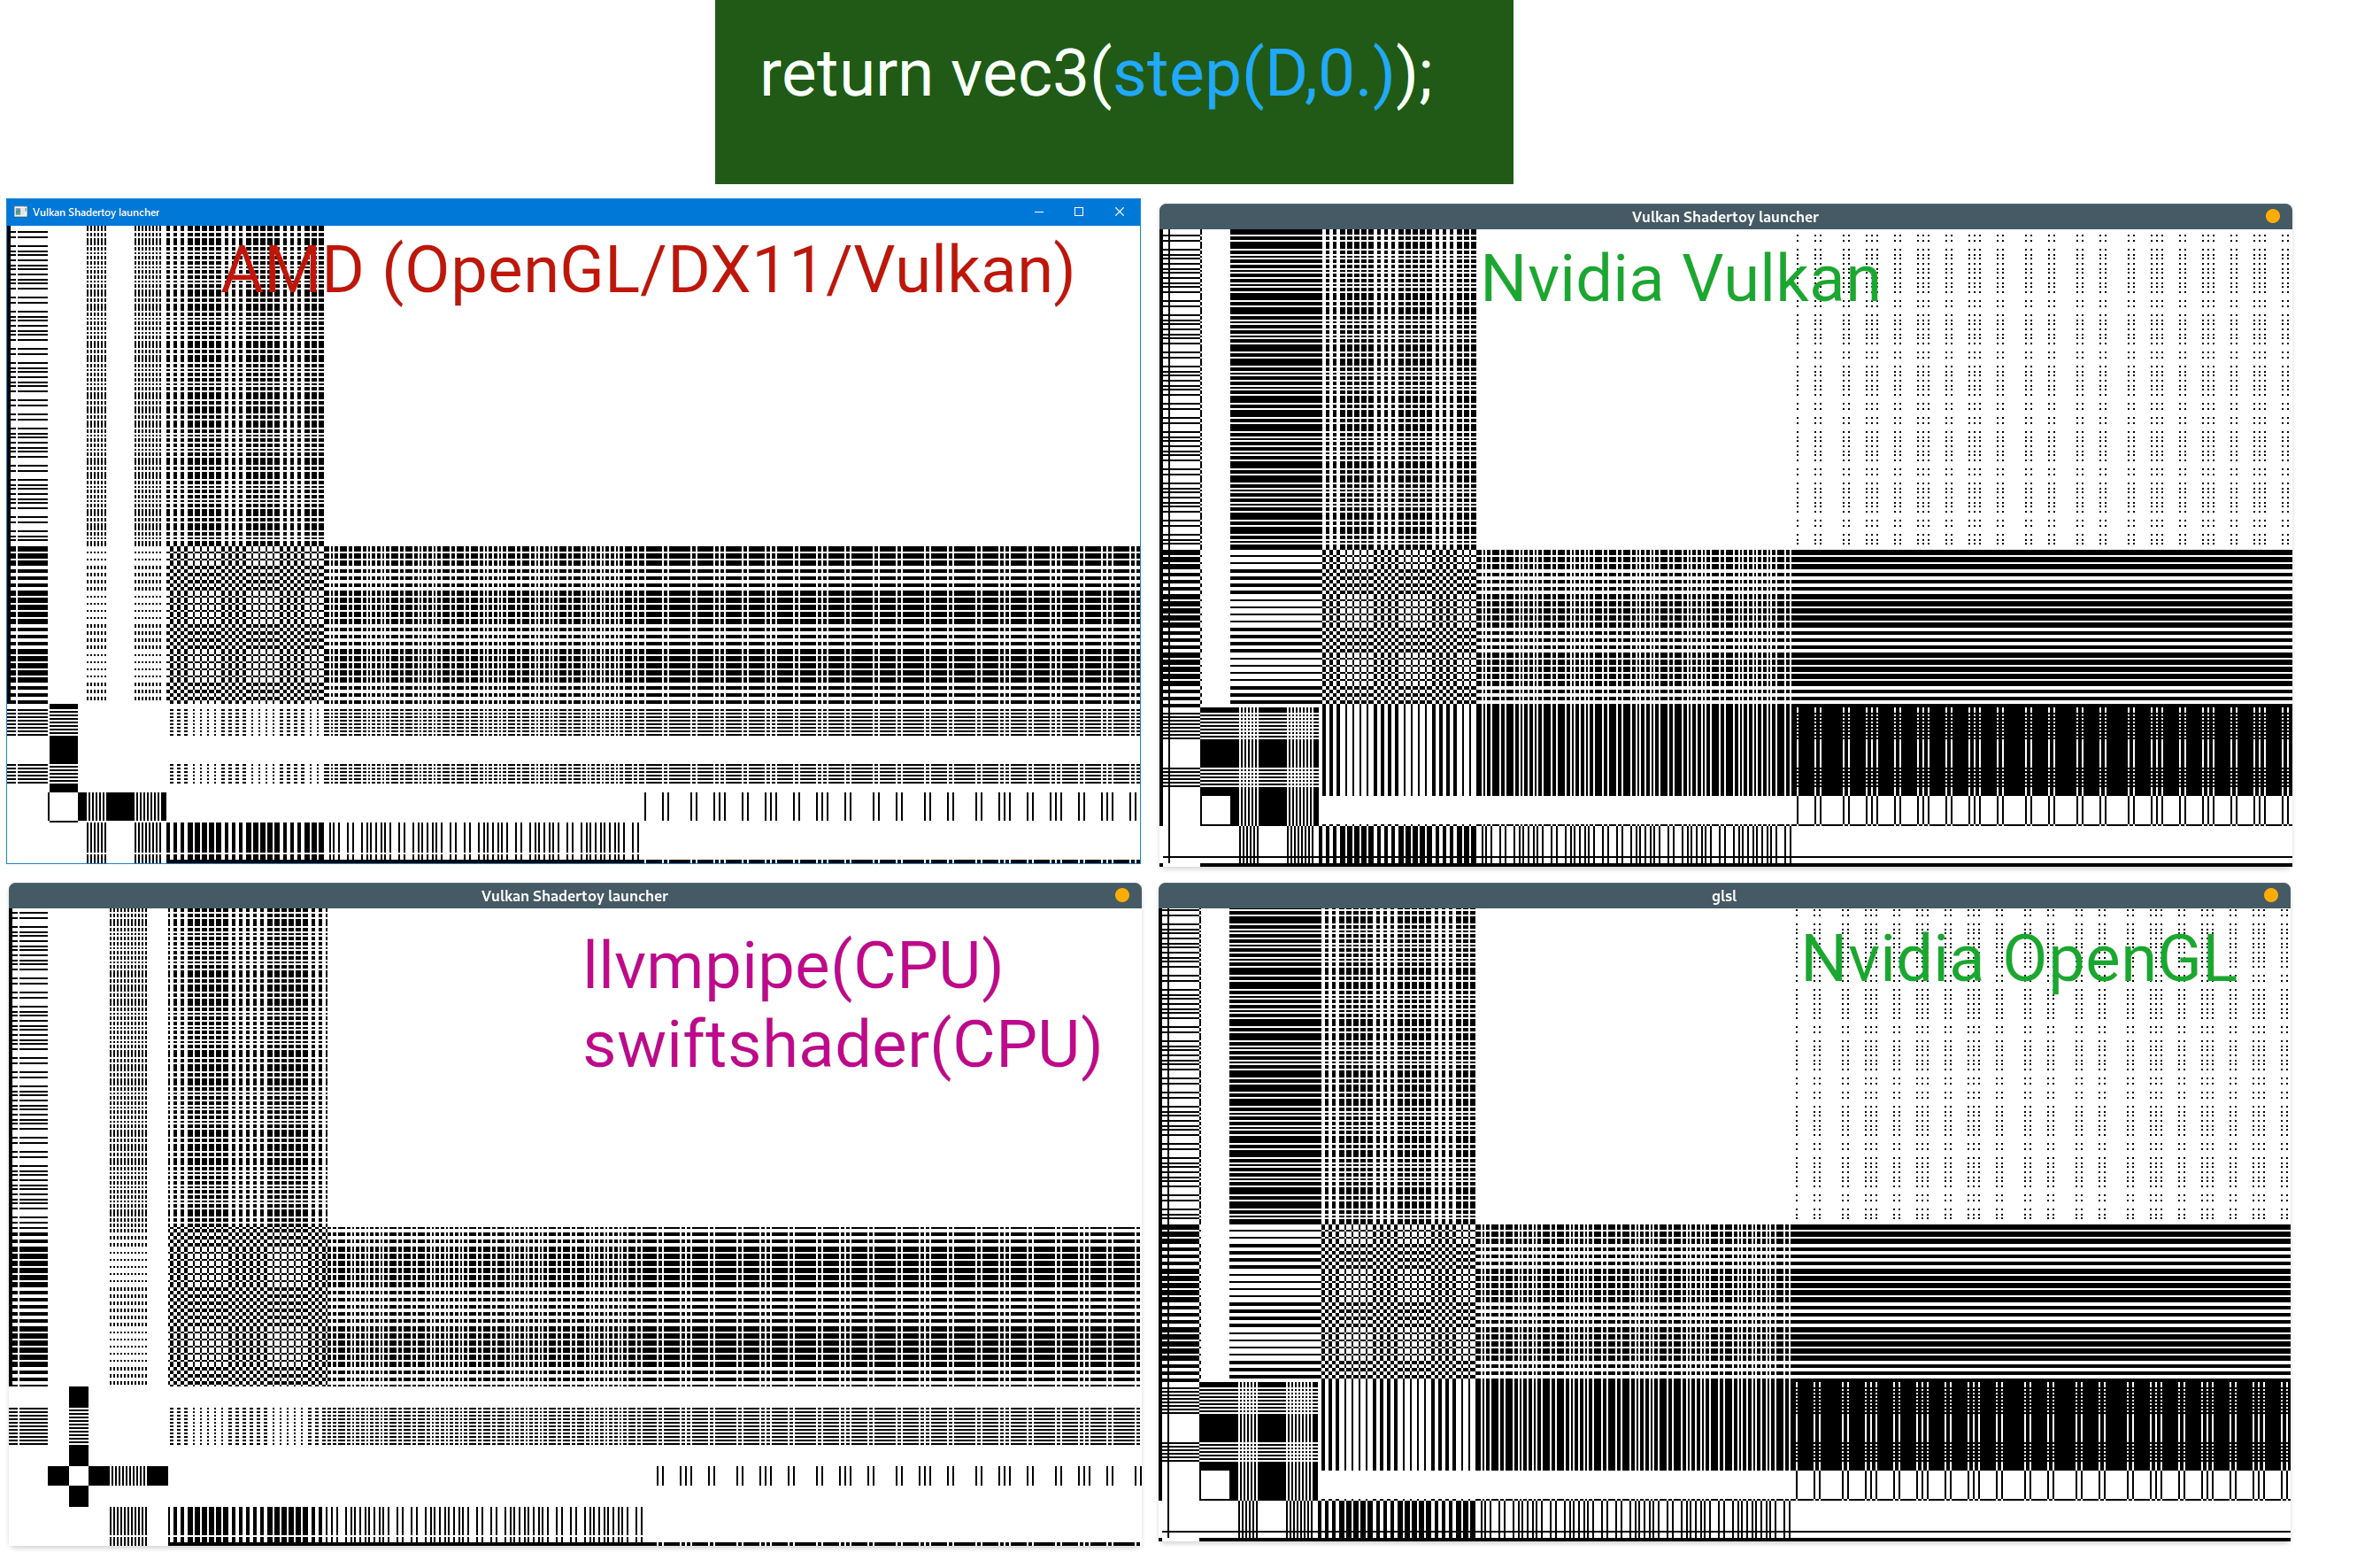 return vec3(step(D,0.));
Vulkan Shadertoy launcher
AMD (OpenGL/DX11/Vulkan)
Vulkan Shadertoy launcher
Nvidia Vulkan
Vulkan Shadertoy launcher
llvmpipe(CPU)
swiftshader(CPU)
glsl
Nvidia OpenGL